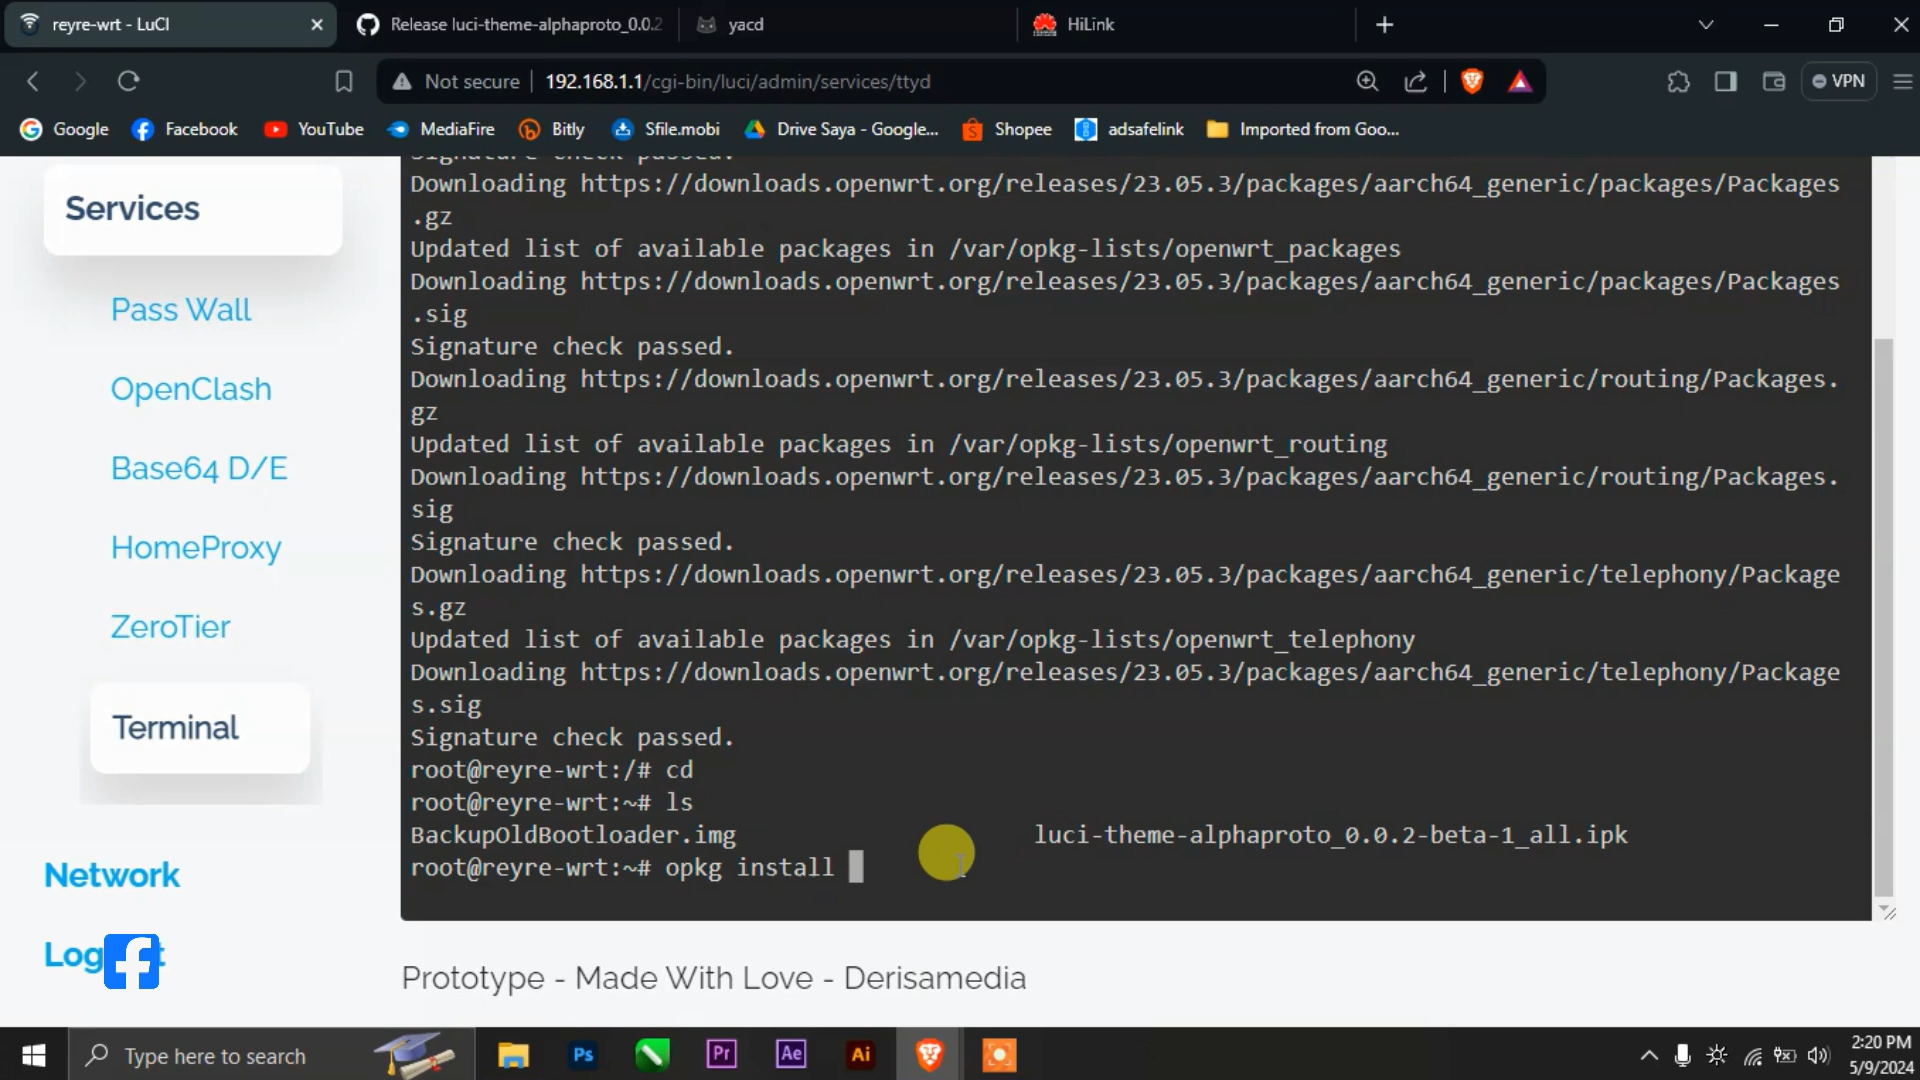 reyre-wrt - LuCI
Release luci-theme-alphaproto_0.0.2
yacd
HiLink
Not secure
192.168.1.1/cgi-bin/luci/admin/services/ttyd
VPN
Google
Facebook
YouTube
MediaFire
Bitly
Sfile.mobi
Drive Saya - Google...
Shopee
adsafelink
Imported from Goo...
Services
Pass Wall
OpenClash
Base64 D/E
HomeProxy
ZeroTier
Terminal
Network
Signature check passed.
Downloading https://downloads.openwrt.org/releases/23.05.3/packages/aarch64_generic/packages/Packages
.gz
Updated list of available packages in /var/opkg-lists/openwrt_packages
Downloading https://downloads.openwrt.org/releases/23.05.3/packages/aarch64_generic/packages/Packages
.sig
Signature check passed.
Downloading https://downloads.openwrt.org/releases/23.05.3/packages/aarch64_generic/routing/Packages.
gz
Updated list of available packages in /var/opkg-lists/openwrt_routing
Downloading https://downloads.openwrt.org/releases/23.05.3/packages/aarch64_generic/routing/Packages.
sig
Signature check passed.
Downloading https://downloads.openwrt.org/releases/23.05.3/packages/aarch64_generic/telephony/Package
s.gz
Updated list of available packages in /var/opkg-lists/openwrt_telephony
Downloading https://downloads.openwrt.org/releases/23.05.3/packages/aarch64_generic/telephony/Package
s.sig
Signature check passed.
root@reyre-wrt:/# cd
root@reyre-wrt:~# ls
BackupOldBootloader.img luci-theme-alphaproto_0.0.2-beta-1_all.ipk
root@reyre-wrt:~# opkg install
Prototype - Made With Love - Derisamedia
Type here to search
Ps
Pr
Ae
Ai
2:20 PM
5/9/2024